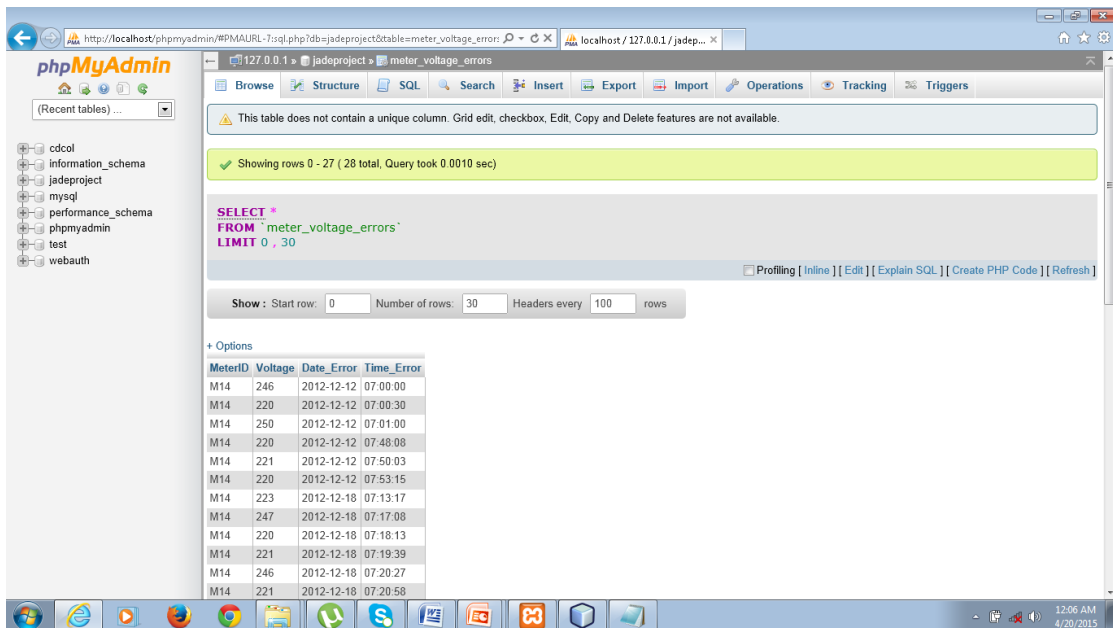 http://localhost/phpmyadmin/#PMAURL-7:sql.php?db=jadeproject&table=meter_voltage_error:
localhost / 127.0.0.1 / jadep...
phpMyAdmin
(Recent tables) ...
cdcol
information_schema
jadeproject
mysql
performance_schema
phpmyadmin
test
webauth
127.0.0.1 » jadeproject » meter_voltage_errors
Browse Structure SQL Search Insert Export Import Operations Tracking Triggers
This table does not contain a unique column. Grid edit, checkbox, Edit, Copy and Delete features are not available.
Showing rows 0 - 27 ( 28 total, Query took 0.0010 sec)
SELECT *
FROM `meter_voltage_errors`
LIMIT 0 , 30
Profiling [ Inline ] [ Edit ] [ Explain SQL ] [ Create PHP Code ] [ Refresh ]
Show : Start row: 0 Number of rows: 30 Headers every 100 rows
+ Options
MeterID Voltage Date_Error Time_Error
M14 246 2012-12-12 07:00:00
M14 220 2012-12-12 07:00:30
M14 250 2012-12-12 07:01:00
M14 220 2012-12-12 07:48:08
M14 221 2012-12-12 07:50:03
M14 220 2012-12-12 07:53:15
M14 223 2012-12-18 07:13:17
M14 247 2012-12-18 07:17:08
M14 220 2012-12-18 07:18:13
M14 221 2012-12-18 07:19:39
M14 246 2012-12-18 07:20:27
M14 221 2012-12-18 07:20:58
12:06 AM
4/20/2015